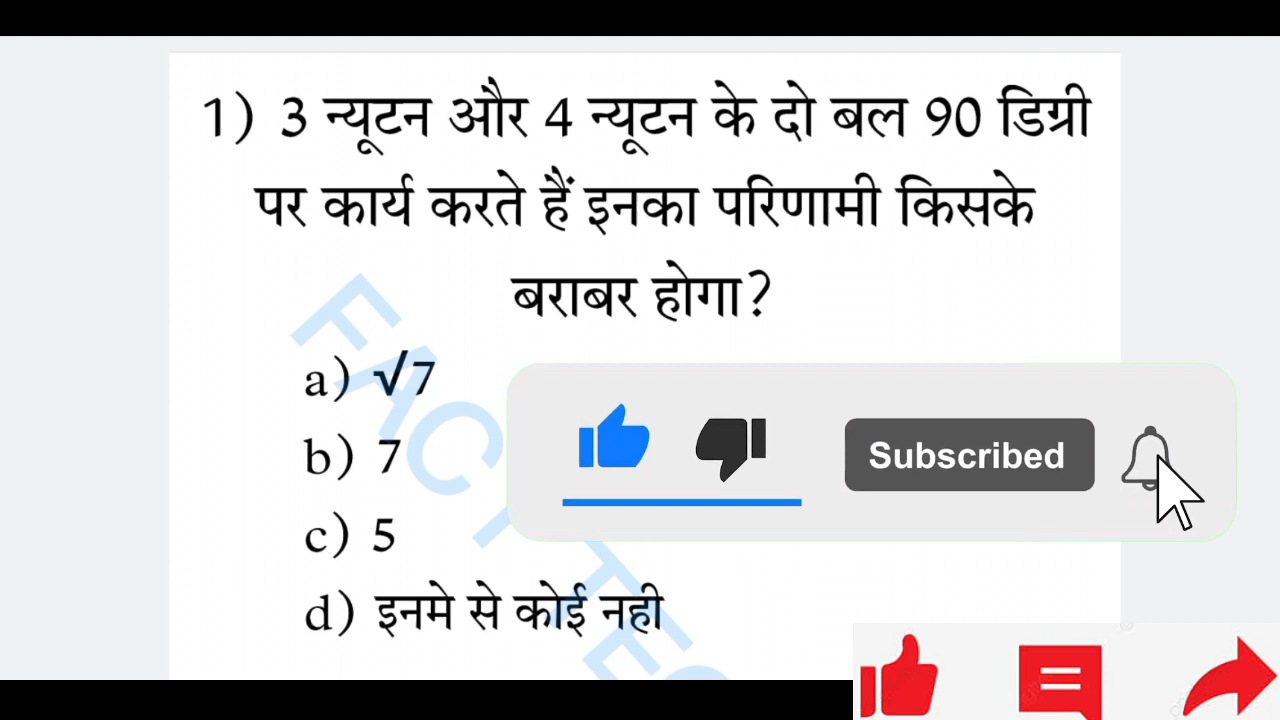 1) 3 न्यूटन और 4 न्यूटन के दो बल 90 डिग्री
पर कार्य करते हैं इनका परिणामी किसके
बराबर होगा?
a) √7
b) 7
c) 5
d) इनमे से कोई नही
Subscribed